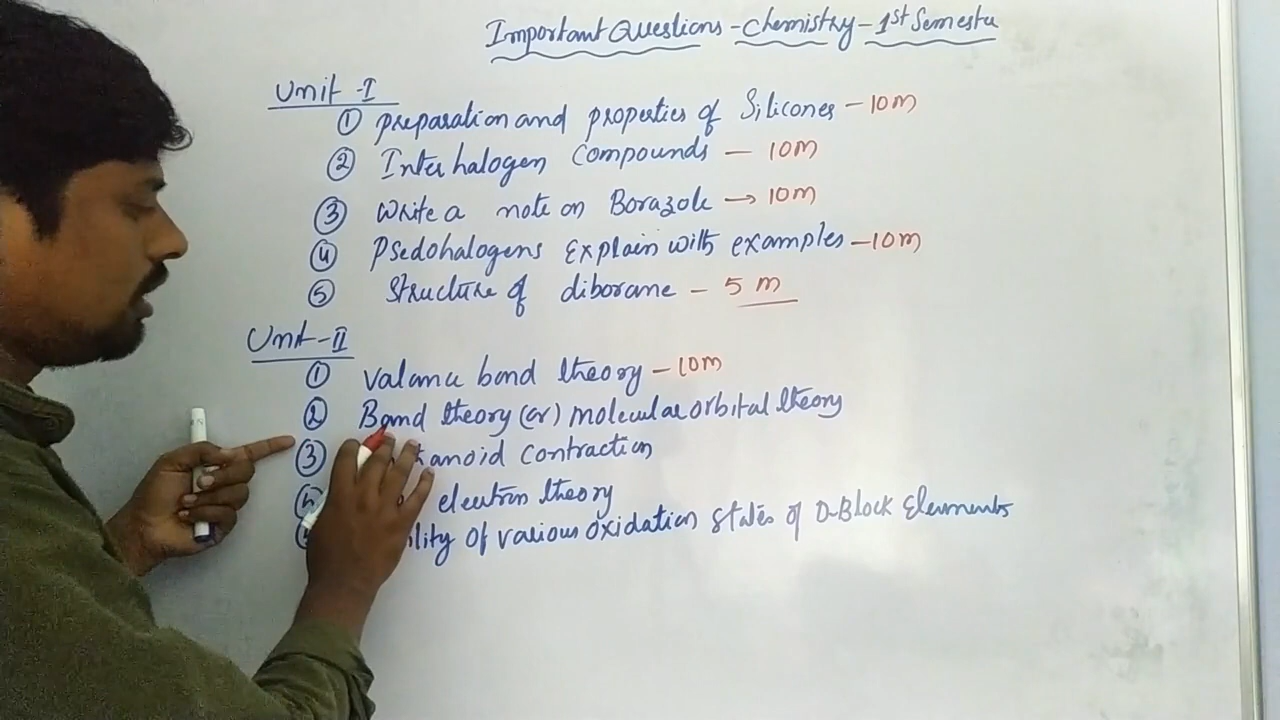 Important Questions - Chemistry - 1st Semester
Unit - I
① Preparation and properties of Silicones - 10m
② Inter halogen Compounds - 10M
③ Write a note on Borazole → 10m
④ Psedohalogens Explain with examples - 10m
⑤ Structure of diborane - 5 m
Unit - II
① Valance bond theory - 10m
② Band theory (or) molecular orbital theory
③ anoid contraction
electron theory
of various oxidation states of D-Block Elements